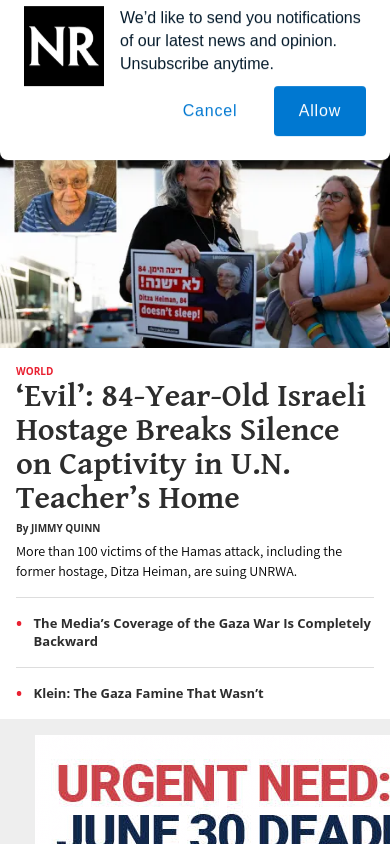 NR
We’d like to send you notifications
of our latest news and opinion.
Unsubscribe anytime.
Cancel
Allow
דיצה היימן, 84
לא ישנה!
Ditza Heiman, 84
doesn't sleep!
WORLD
‘Evil’: 84-Year-Old Israeli
Hostage Breaks Silence
on Captivity in U.N.
Teacher’s Home
By JIMMY QUINN
More than 100 victims of the Hamas attack, including the
former hostage, Ditza Heiman, are suing UNRWA.
• The Media’s Coverage of the Gaza War Is Completely
Backward
• Klein: The Gaza Famine That Wasn’t
URGENT NEED:
JUNE 30 DEAD